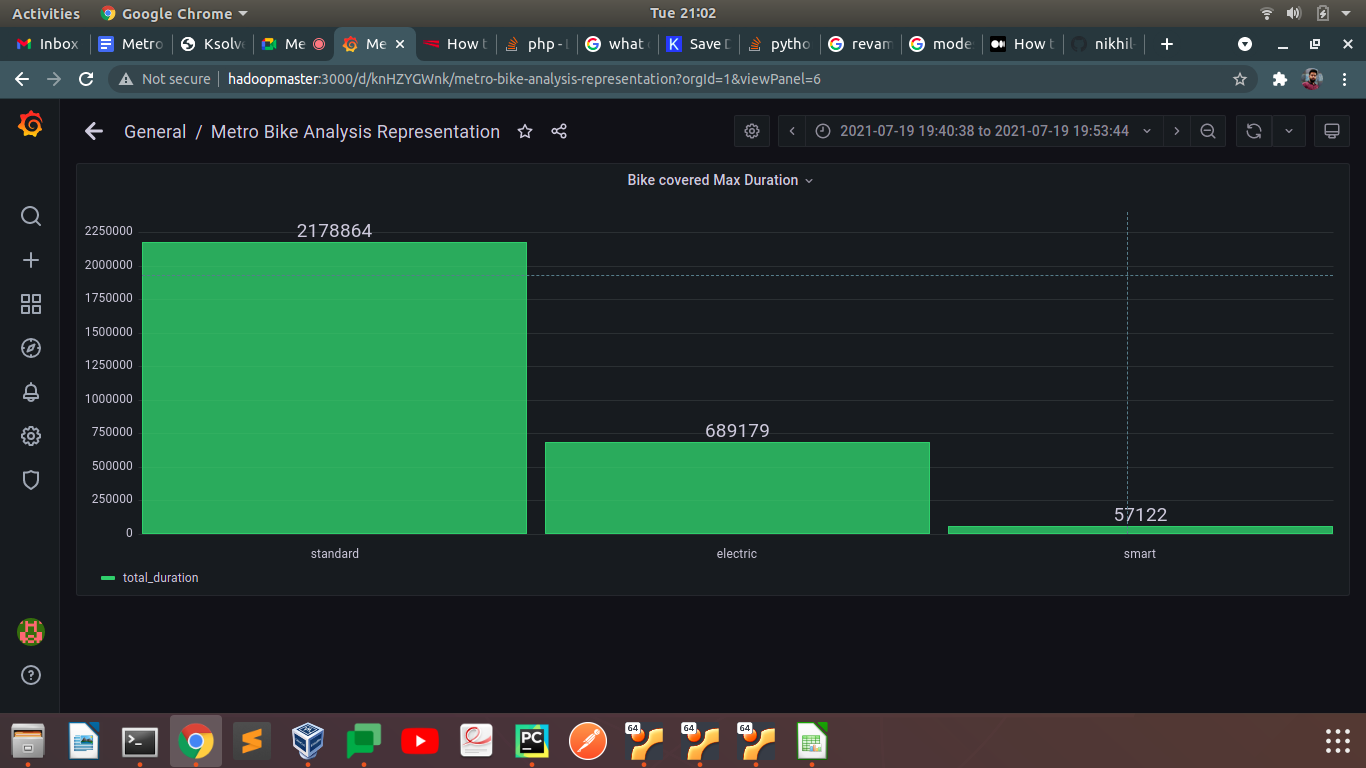 Activities Google Chrome Tue 21:02
Inbox Metro Ksolve Me Me How t php - L what Save D pytho revam mode How t nikhil-
Not secure hadoopmaster:3000/d/knHZYGWnk/metro-bike-analysis-representation?orgId=1&viewPanel=6
General / Metro Bike Analysis Representation 2021-07-19 19:40:38 to 2021-07-19 19:53:44
Bike covered Max Duration
2178864
2250000
2000000
1750000
1500000
1250000
1000000
689179
750000
500000
57122
250000
0
standard electric smart
total_duration
?
PC 64 64 64